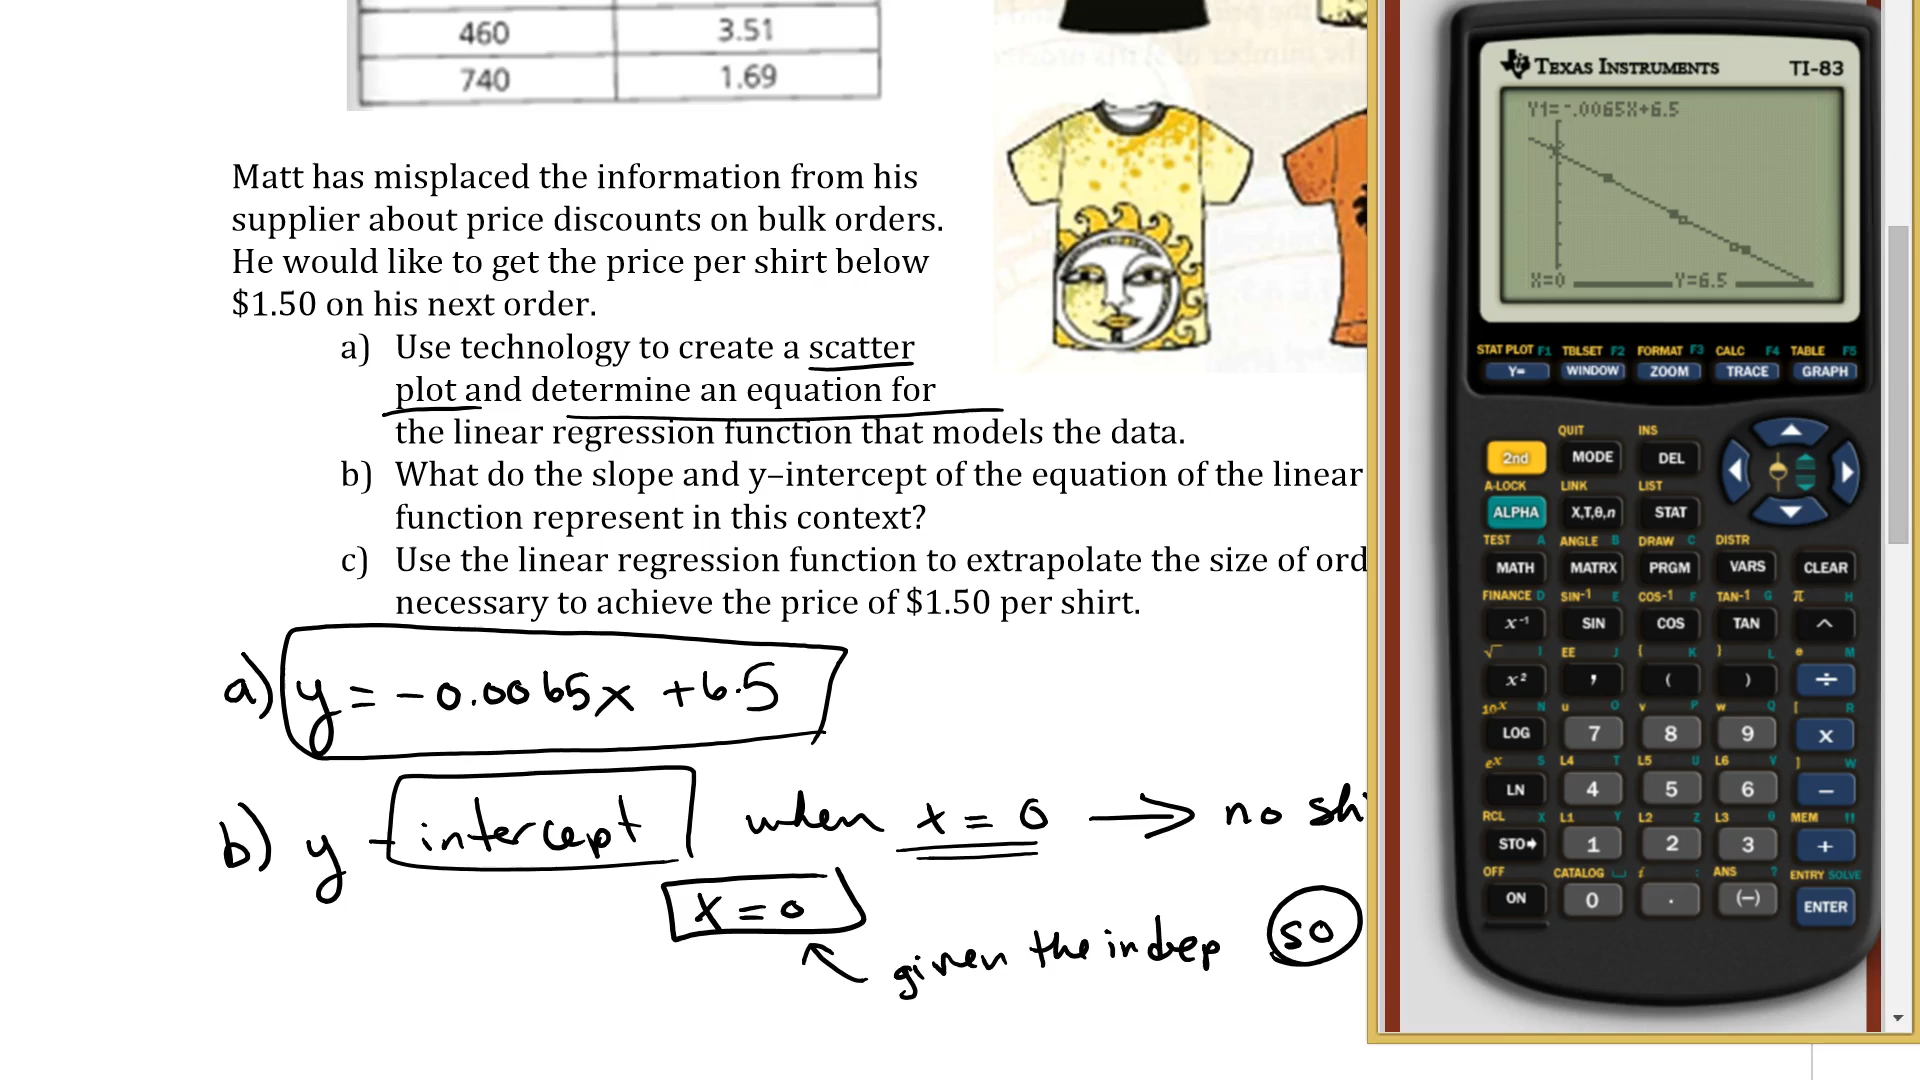 460 3.51
740 1.69
Matt has misplaced the information from his
supplier about price discounts on bulk orders.
He would like to get the price per shirt below
$1.50 on his next order.
a) Use technology to create a scatter
plot and determine an equation for
the linear regression function that models the data.
b) What do the slope and y–intercept of the equation of the linear
function represent in this context?
c) Use the linear regression function to extrapolate the size of ord
necessary to achieve the price of $1.50 per shirt.
a) y = -0.0065x +6.5
b) y - intercept when x = 0 → no shi
x = 0
given the indep so
TEXAS INSTRUMENTS TI-83
Y1=-.0065X+6.5
X=0 Y=6.5
STAT PLOT F1 TBLSET F2 FORMAT F3 CALC F4 TABLE F5
Y= WINDOW ZOOM TRACE GRAPH
QUIT INS
2nd MODE DEL
A-LOCK LINK LIST
ALPHA X,T,θ,n STAT
TEST A ANGLE B DRAW C DISTR
MATH MATRX PRGM VARS CLEAR
FINANCE D SIN-1 E COS-1 F TAN-1 G π H
x-1 SIN COS TAN ^
√ I EE J { K } L e M
x² , ( ) ÷
10x N u O v P w Q [ R
LOG 7 8 9 x
ex S L4 T L5 U L6 V ] W
LN 4 5 6 −
RCL X L1 Y L2 Z L3 θ MEM "
STO➧ 1 2 3 +
OFF CATALOG i : ANS ? ENTRY SOLVE
ON 0 . (−) ENTER